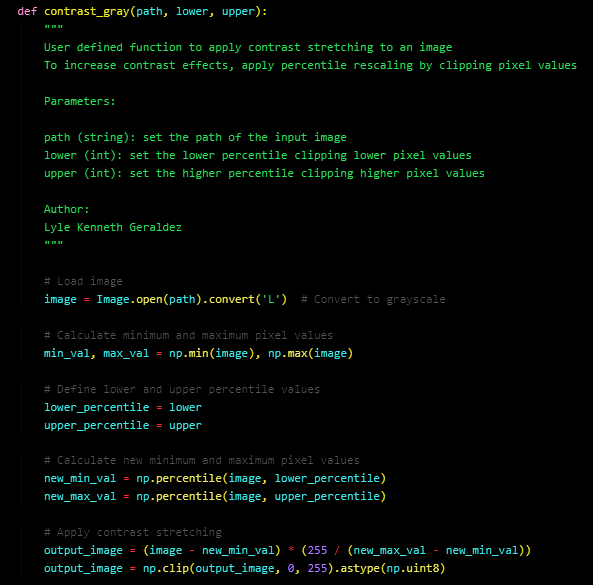 def contrast_gray(path, lower, upper):
"""
User defined function to apply contrast stretching to an image
To increase contrast effects, apply percentile rescaling by clipping pixel values
Parameters:
path (string): set the path of the input image
lower (int): set the lower percentile clipping lower pixel values
upper (int): set the higher percentile clipping higher pixel values
Author:
Lyle Kenneth Geraldez
"""
# Load image
image = Image.open(path).convert('L')  # Convert to grayscale
# Calculate minimum and maximum pixel values
min_val, max_val = np.min(image), np.max(image)
# Define lower and upper percentile values
lower_percentile = lower
upper_percentile = upper
# Calculate new minimum and maximum pixel values
new_min_val = np.percentile(image, lower_percentile)
new_max_val = np.percentile(image, upper_percentile)
# Apply contrast stretching
output_image = (image - new_min_val) * (255 / (new_max_val - new_min_val))
output_image = np.clip(output_image, 0, 255).astype(np.uint8)